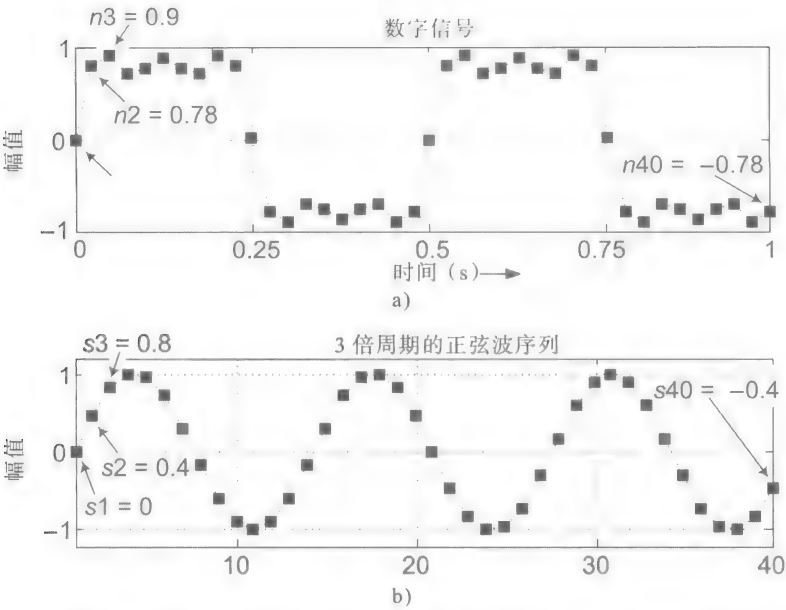 n3 = 0.9
数字信号
1
n2 = 0.78
0
幅值
n40 = −0.78
−1
0
0.25
0.5
0.75
1
时间 (s)
a)
s3 = 0.8
3 倍周期的正弦波序列
1
s40 = −0.4
0
幅值
s2 = 0.4
s1 = 0
−1
10
20
30
40
b)